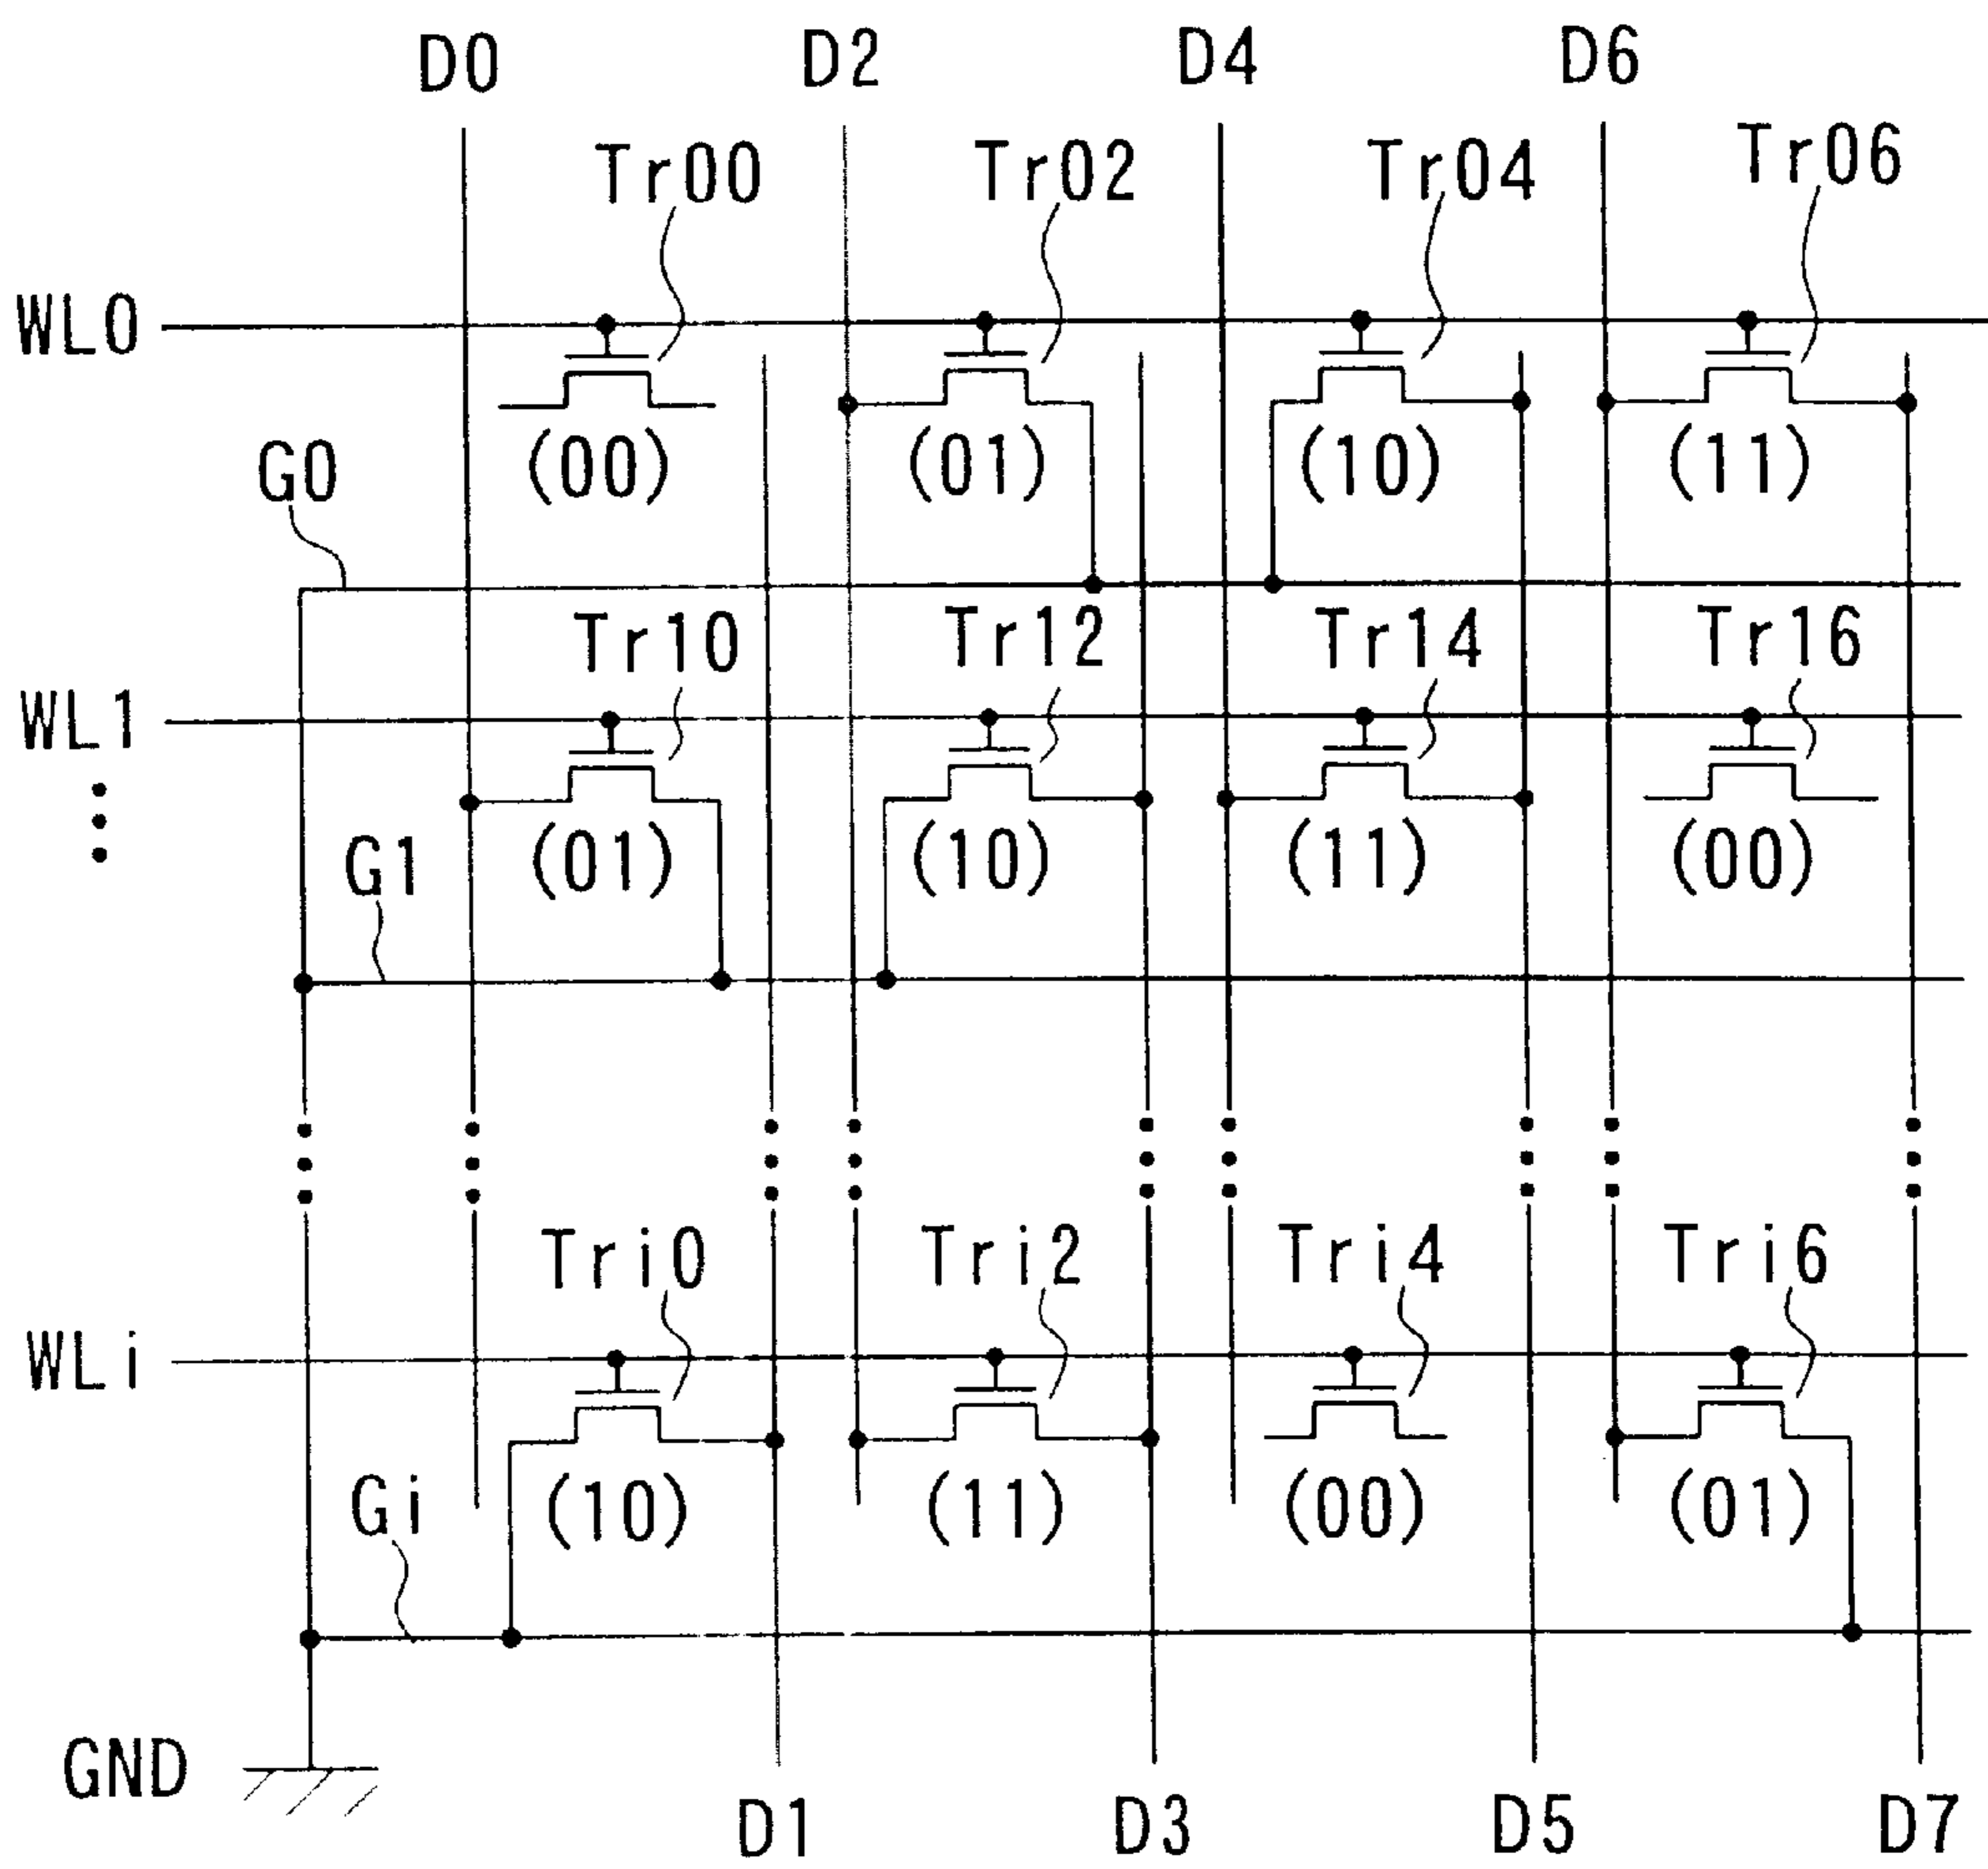 D0 D2 D4 D6
Tr00 Tr02 Tr04 Tr06
WL0
(00) (01) (10) (11)
G0
Tr10 Tr12 Tr14 Tr16
WL1
(01) (10) (11) (00)
G1
Tri0 Tri2 Tri4 Tri6
WLi
(10) (11) (00) (01)
Gi
GND
D1 D3 D5 D7